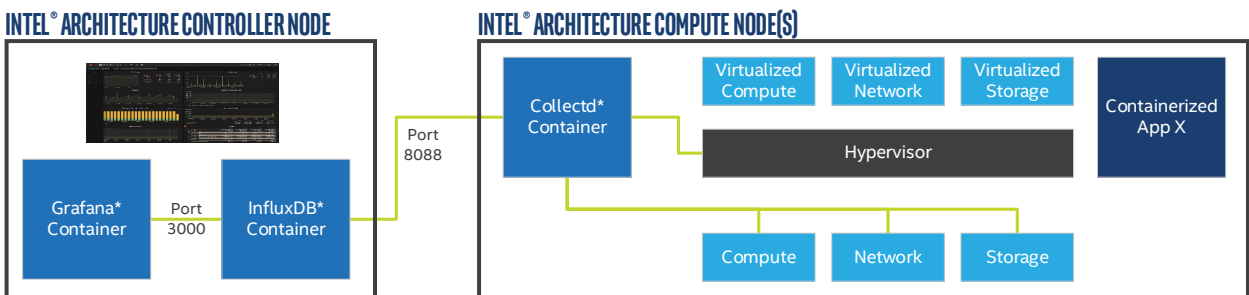 INTEL® ARCHITECTURE CONTROLLER NODE
Grafana*
Container
Port
3000
InfluxDB*
Container
Port
8088
INTEL® ARCHITECTURE COMPUTE NODE(S)
Collectd*
Container
Virtualized
Compute
Virtualized
Network
Virtualized
Storage
Hypervisor
Containerized
App X
Compute
Network
Storage